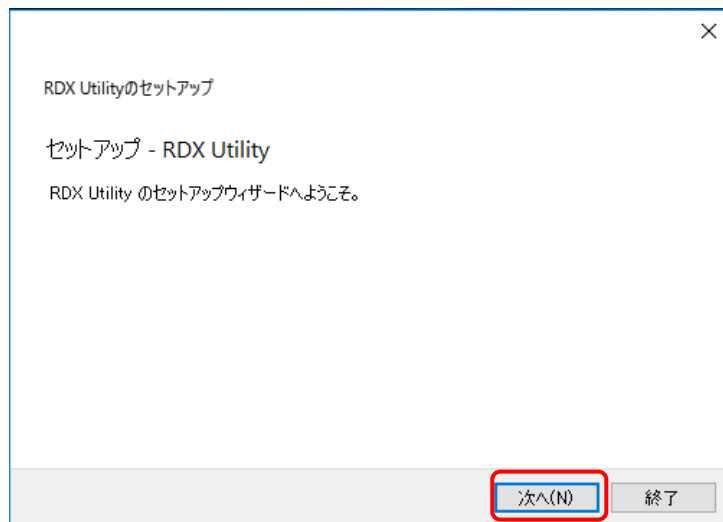 RDX Utilityのセットアップ
セットアップ - RDX Utility
RDX Utility のセットアップウィザードへようこそ。
次へ(N)
終了